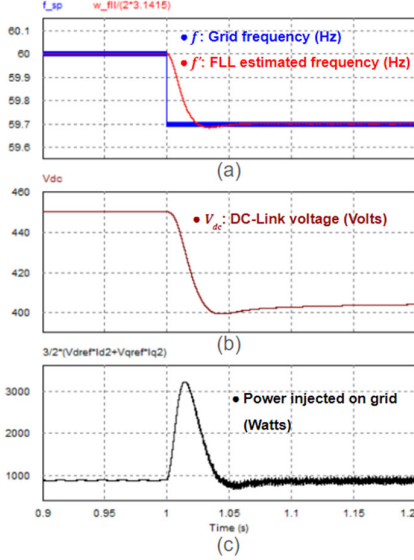 f_sp w_fll/(2*3.1415)
60.1
60
59.9
59.8
59.7
59.6
● f: Grid frequency (Hz)
● f': FLL estimated frequency (Hz)
(a)
Vdc
460
440
420
400
● Vdc: DC-Link voltage (Volts)
(b)
3/2*(Vdref*Id2+Vqref*Iq2)
3000
2000
1000
● Power injected on grid
(Watts)
0.9 0.95 1 1.05 1.1 1.15 1.2
Time (s)
(c)